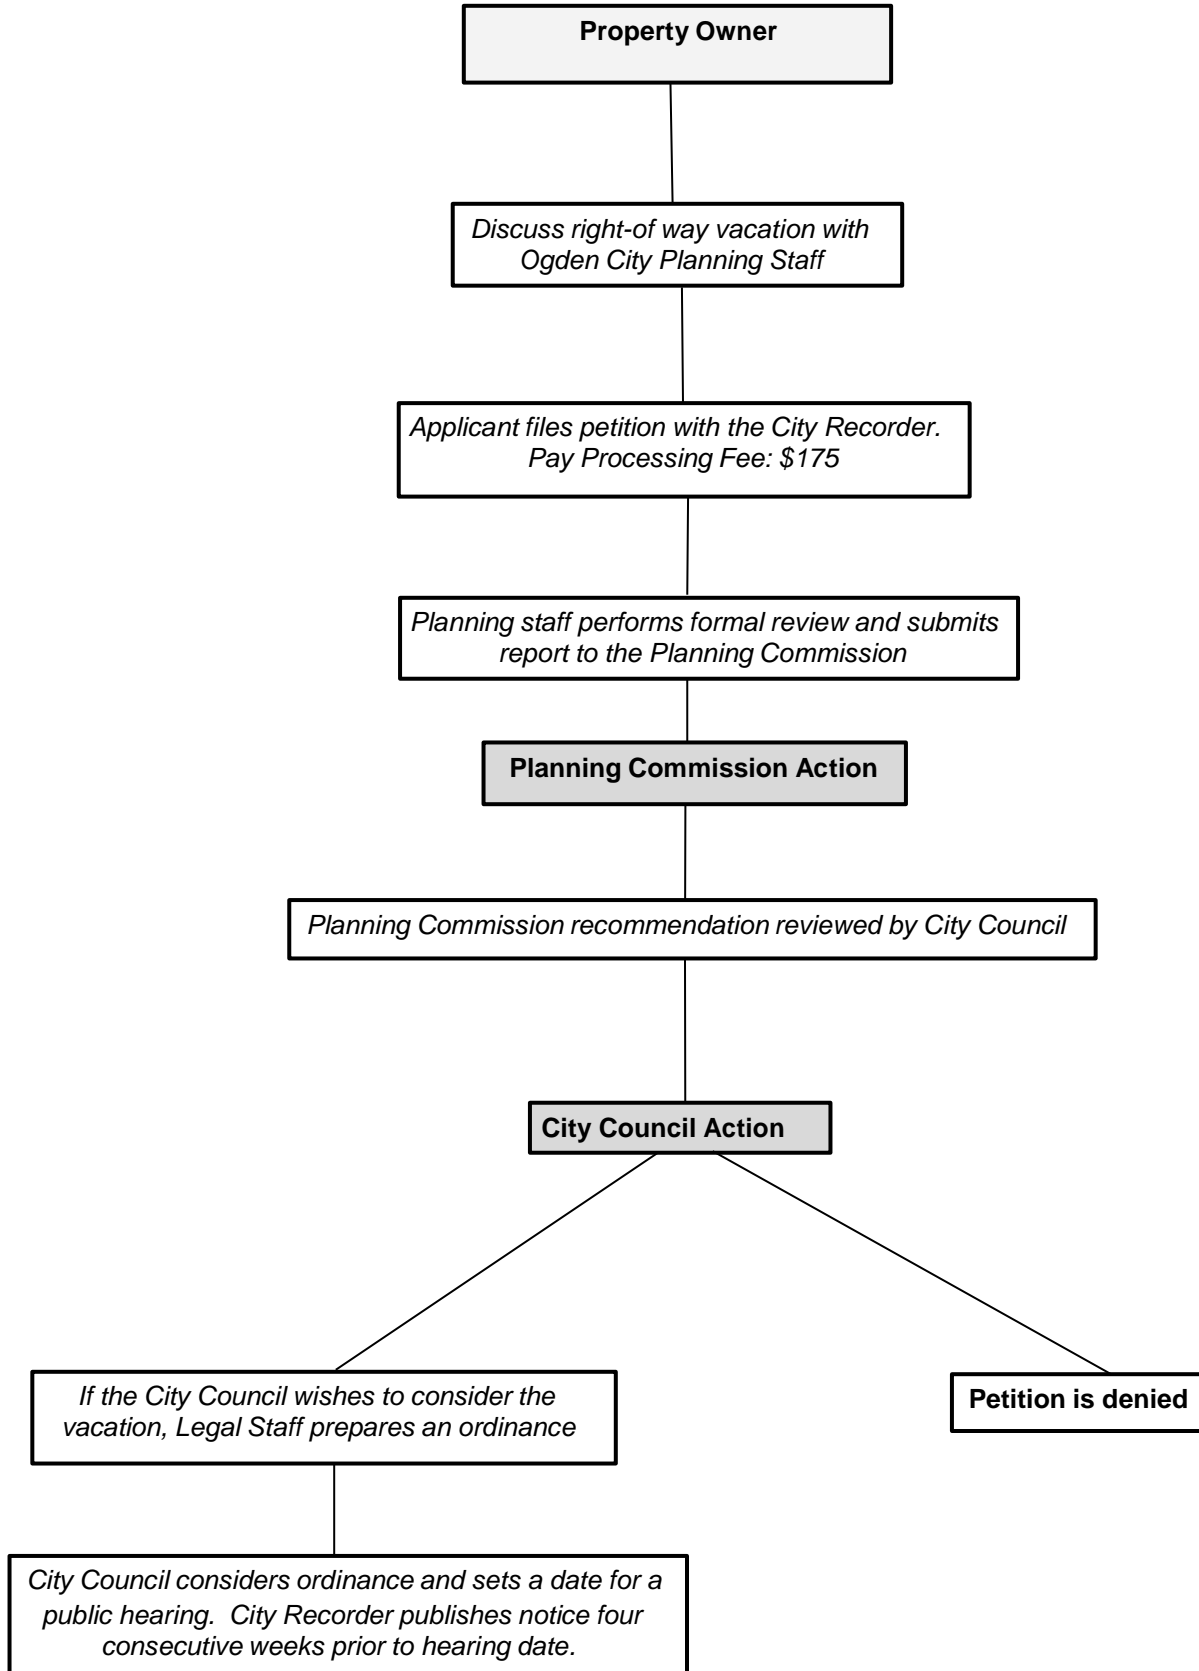 Property Owner
Discuss right-of way vacation with
Ogden City Planning Staff
Applicant files petition with the City Recorder.
Pay Processing Fee: $175
Planning staff performs formal review and submits
report to the Planning Commission
Planning Commission Action
Planning Commission recommendation reviewed by City Council
City Council Action
If the City Council wishes to consider the
vacation, Legal Staff prepares an ordinance
Petition is denied
City Council considers ordinance and sets a date for a
public hearing. City Recorder publishes notice four
consecutive weeks prior to hearing date.